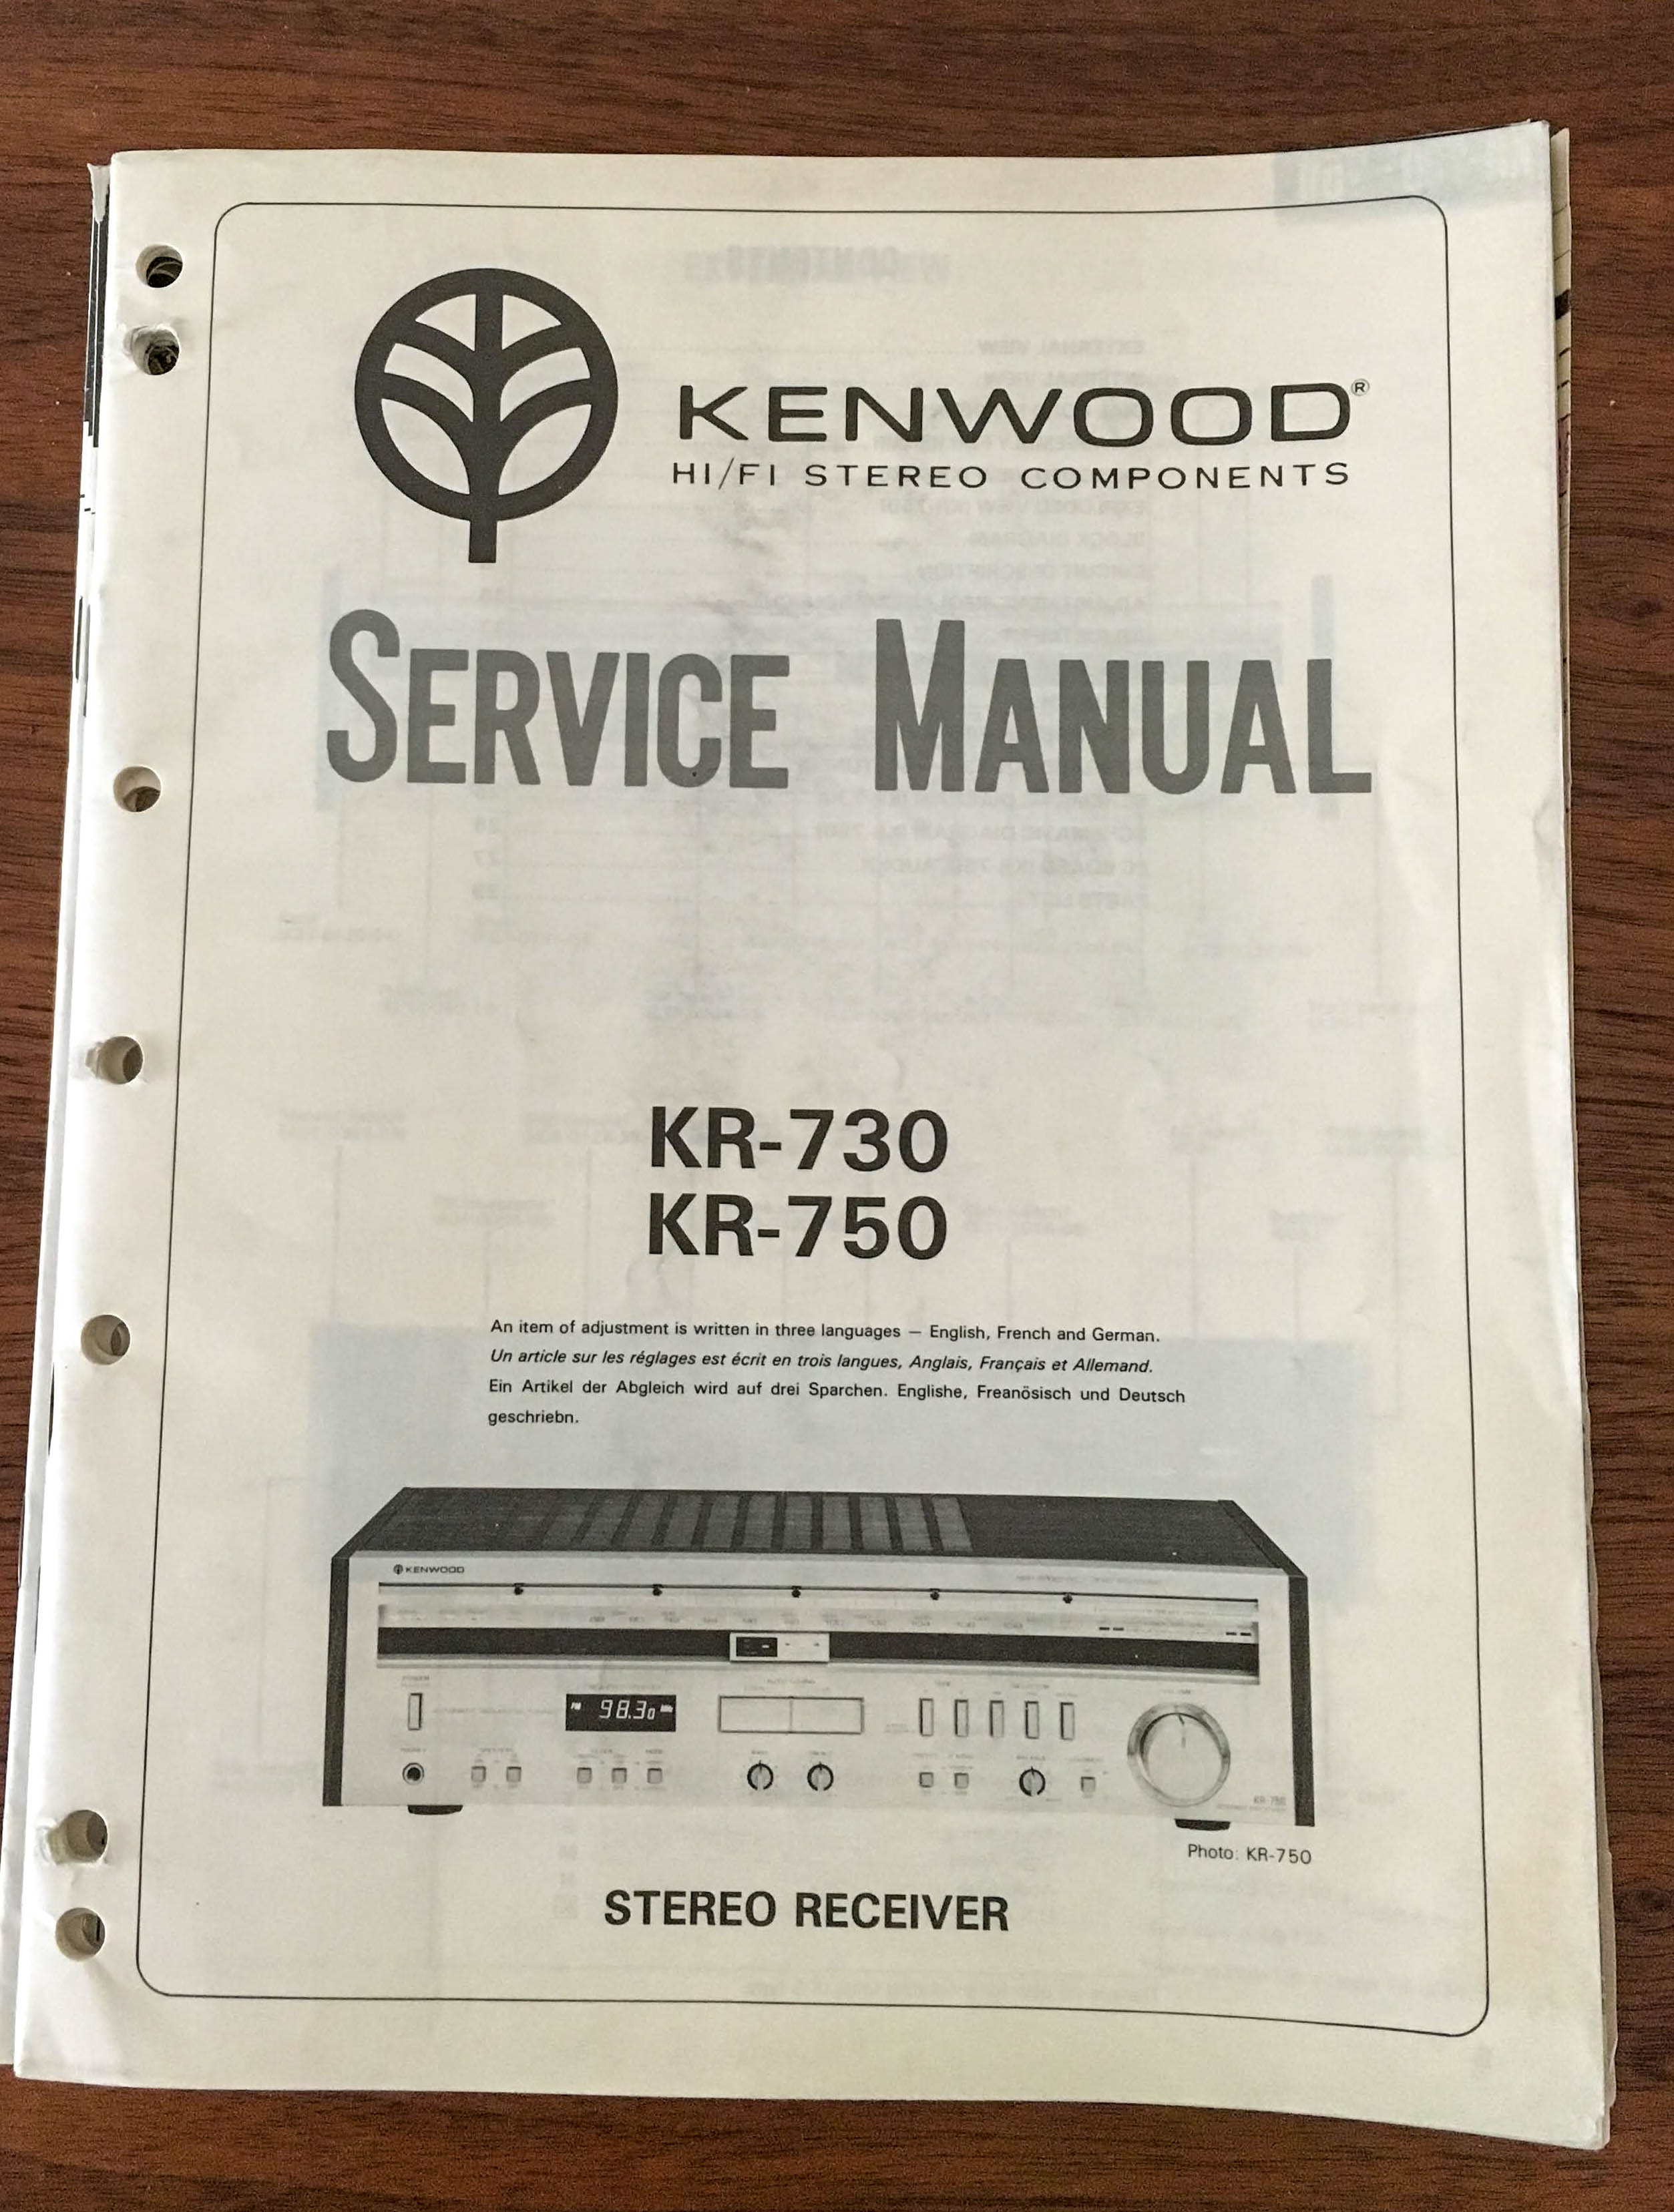 KENWOOD®
HI/FI STEREO COMPONENTS
SERVICE MANUAL
KR-730
KR-750
An item of adjustment is written in three languages — English, French and German.
Un article sur les réglages est écrit en trois langues, Anglais, Français et Allemand.
Ein Artikel der Abgleich wird auf drei Sparchen. Englishe, Freanösisch und Deutsch
geschriebn.
KENWOOD
98.30
KR-750
Photo: KR-750
STEREO RECEIVER